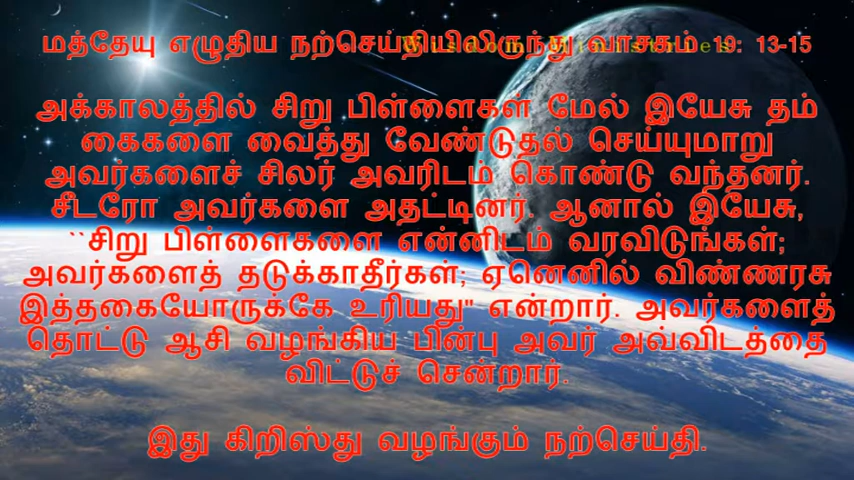 மத்தேயு எழுதிய நற்செய்தியிலிருந்து வாசகம் 19: 13-15
Wisdom Ministries
அக்காலத்தில் சிறு பிள்ளைகள் மேல் இயேசு தம்
கைகளை வைத்து வேண்டுதல் செய்யுமாறு
அவர்களைச் சிலர் அவரிடம் கொண்டு வந்தனர்.
சீடரோ அவர்களை அதட்டினர். ஆனால் இயேசு,
``சிறு பிள்ளைகளை என்னிடம் வரவிடுங்கள்;
அவர்களைத் தடுக்காதீர்கள்; ஏனெனில் விண்ணரசு
இத்தகையோருக்கே உரியது" என்றார். அவர்களைத்
தொட்டு ஆசி வழங்கிய பின்பு அவர் அவ்விடத்தை
விட்டுச் சென்றார்.
இது கிறிஸ்து வழங்கும் நற்செய்தி.